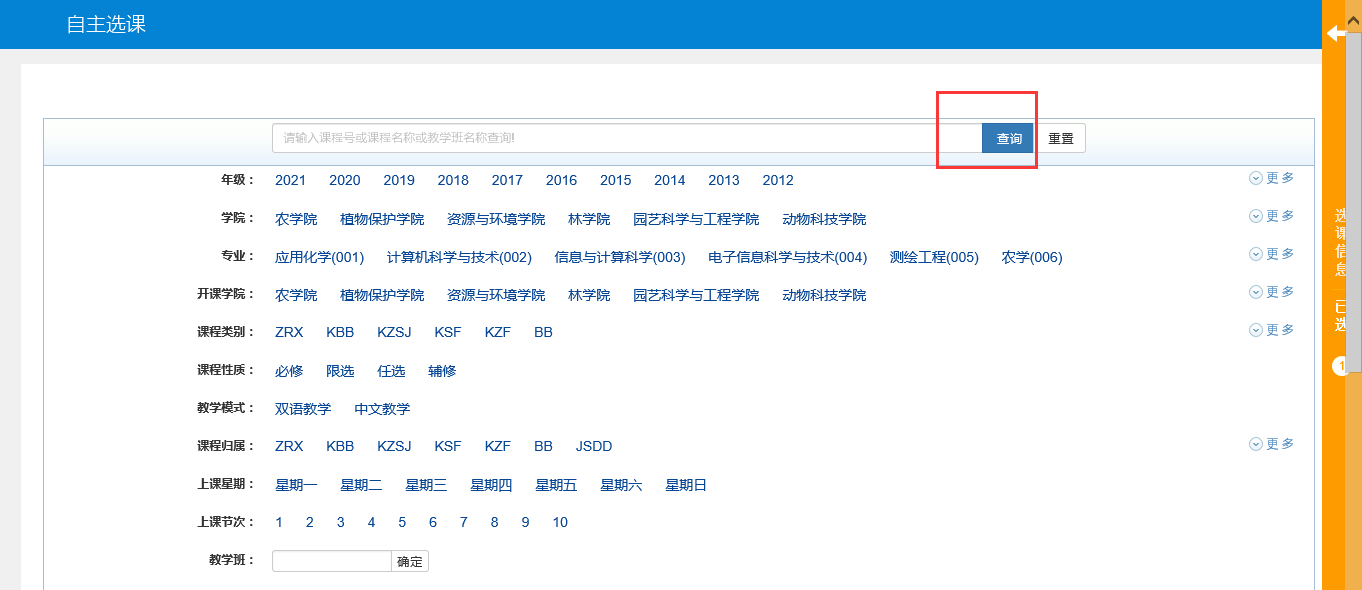 自主选课
请输入课程号或课程名称或教学班名称查询! 查询 重置
年级： 2021 2020 2019 2018 2017 2016 2015 2014 2013 2012 更多
学院： 农学院 植物保护学院 资源与环境学院 林学院 园艺科学与工程学院 动物科技学院 更多
专业： 应用化学(001) 计算机科学与技术(002) 信息与计算科学(003) 电子信息科学与技术(004) 测绘工程(005) 农学(006) 更多
开课学院： 农学院 植物保护学院 资源与环境学院 林学院 园艺科学与工程学院 动物科技学院 更多
课程类别： ZRX KBB KZSJ KSF KZF BB 更多
课程性质： 必修 限选 任选 辅修
教学模式： 双语教学 中文教学
课程归属： ZRX KBB KZSJ KSF KZF BB JSDD 更多
上课星期： 星期一 星期二 星期三 星期四 星期五 星期六 星期日
上课节次： 1 2 3 4 5 6 7 8 9 10
教学班： 确定
选课信息
已选
1